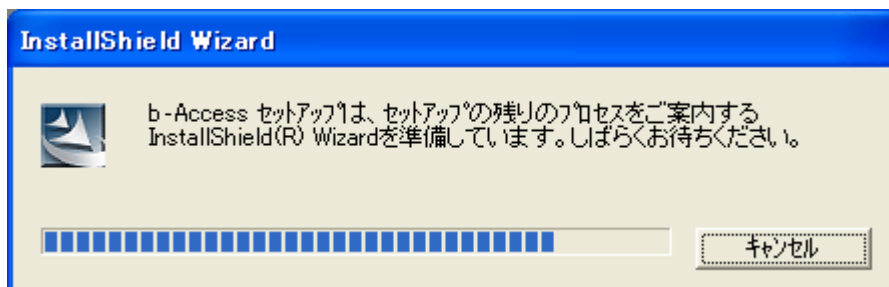 InstallShield Wizard
b-Access セットアップは、セットアップの残りのプロセスをご案内する
InstallShield(R) Wizardを準備しています。しばらくお待ちください。
キャンセル